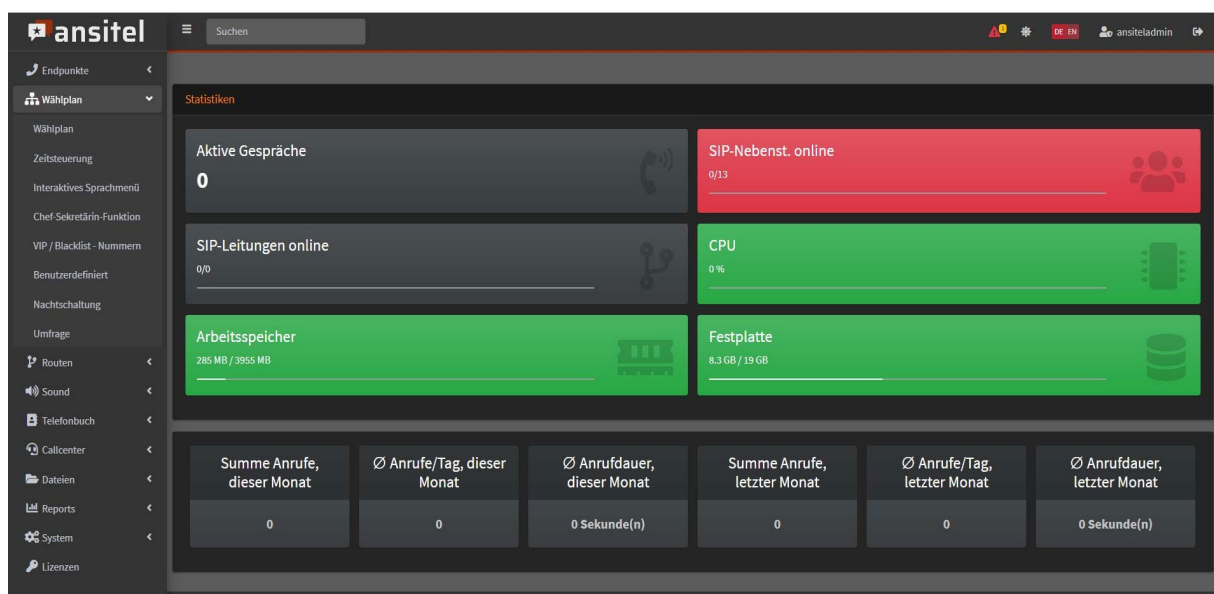 ansitel
Suchen
DE EN
ansiteladmin
Endpunkte
Wählplan
Wählplan
Zeitsteuerung
Interaktives Sprachmenü
Chef-Sekretärin-Funktion
VIP / Blacklist - Nummern
Benutzerdefiniert
Nachtschaltung
Umfrage
Routen
Sound
Telefonbuch
Callcenter
Dateien
Reports
System
Lizenzen
Statistiken
Aktive Gespräche
0
SIP-Nebenst. online
0/13
SIP-Leitungen online
0/0
CPU
0 %
Arbeitsspeicher
285 MB / 3955 MB
Festplatte
8.3 GB / 19 GB
Summe Anrufe,
dieser Monat
0
Ø Anrufe/Tag, dieser
Monat
0
Ø Anrufdauer,
dieser Monat
0 Sekunde(n)
Summe Anrufe,
letzter Monat
0
Ø Anrufe/Tag,
letzter Monat
0
Ø Anrufdauer,
letzter Monat
0 Sekunde(n)